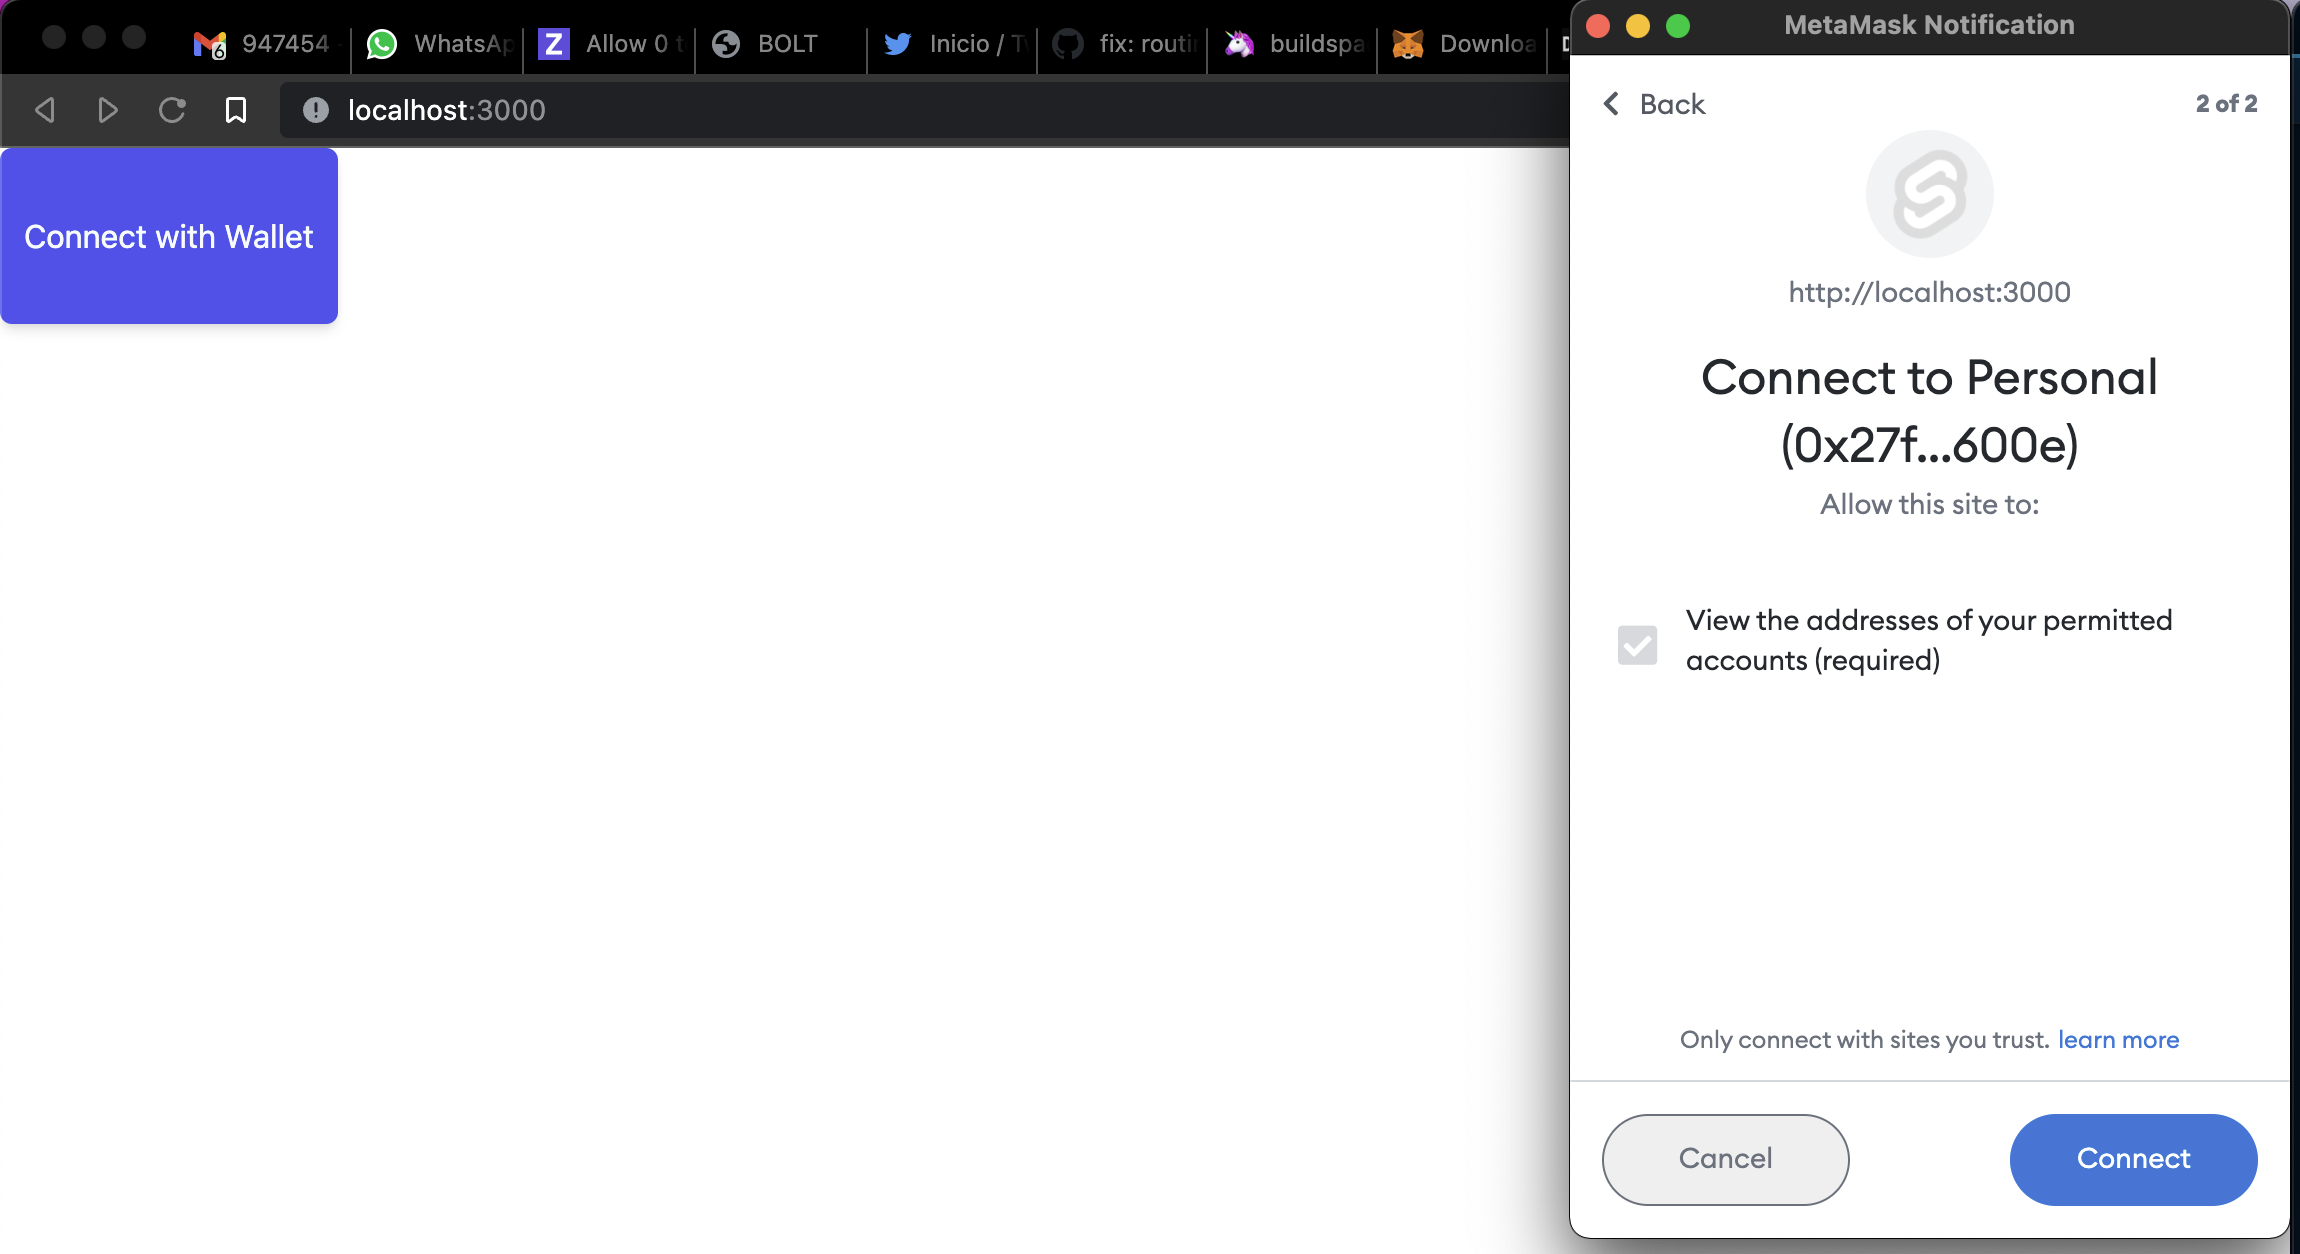 947454
WhatsAp
Allow 0 t
BOLT
Inicio / T
fix: routin
buildspa
Downloa
localhost:3000
Connect with Wallet
MetaMask Notification
Back
2 of 2
http://localhost:3000
Connect to Personal
(0x27f...600e)
Allow this site to:
View the addresses of your permitted
accounts (required)
Only connect with sites you trust. learn more
Cancel
Connect